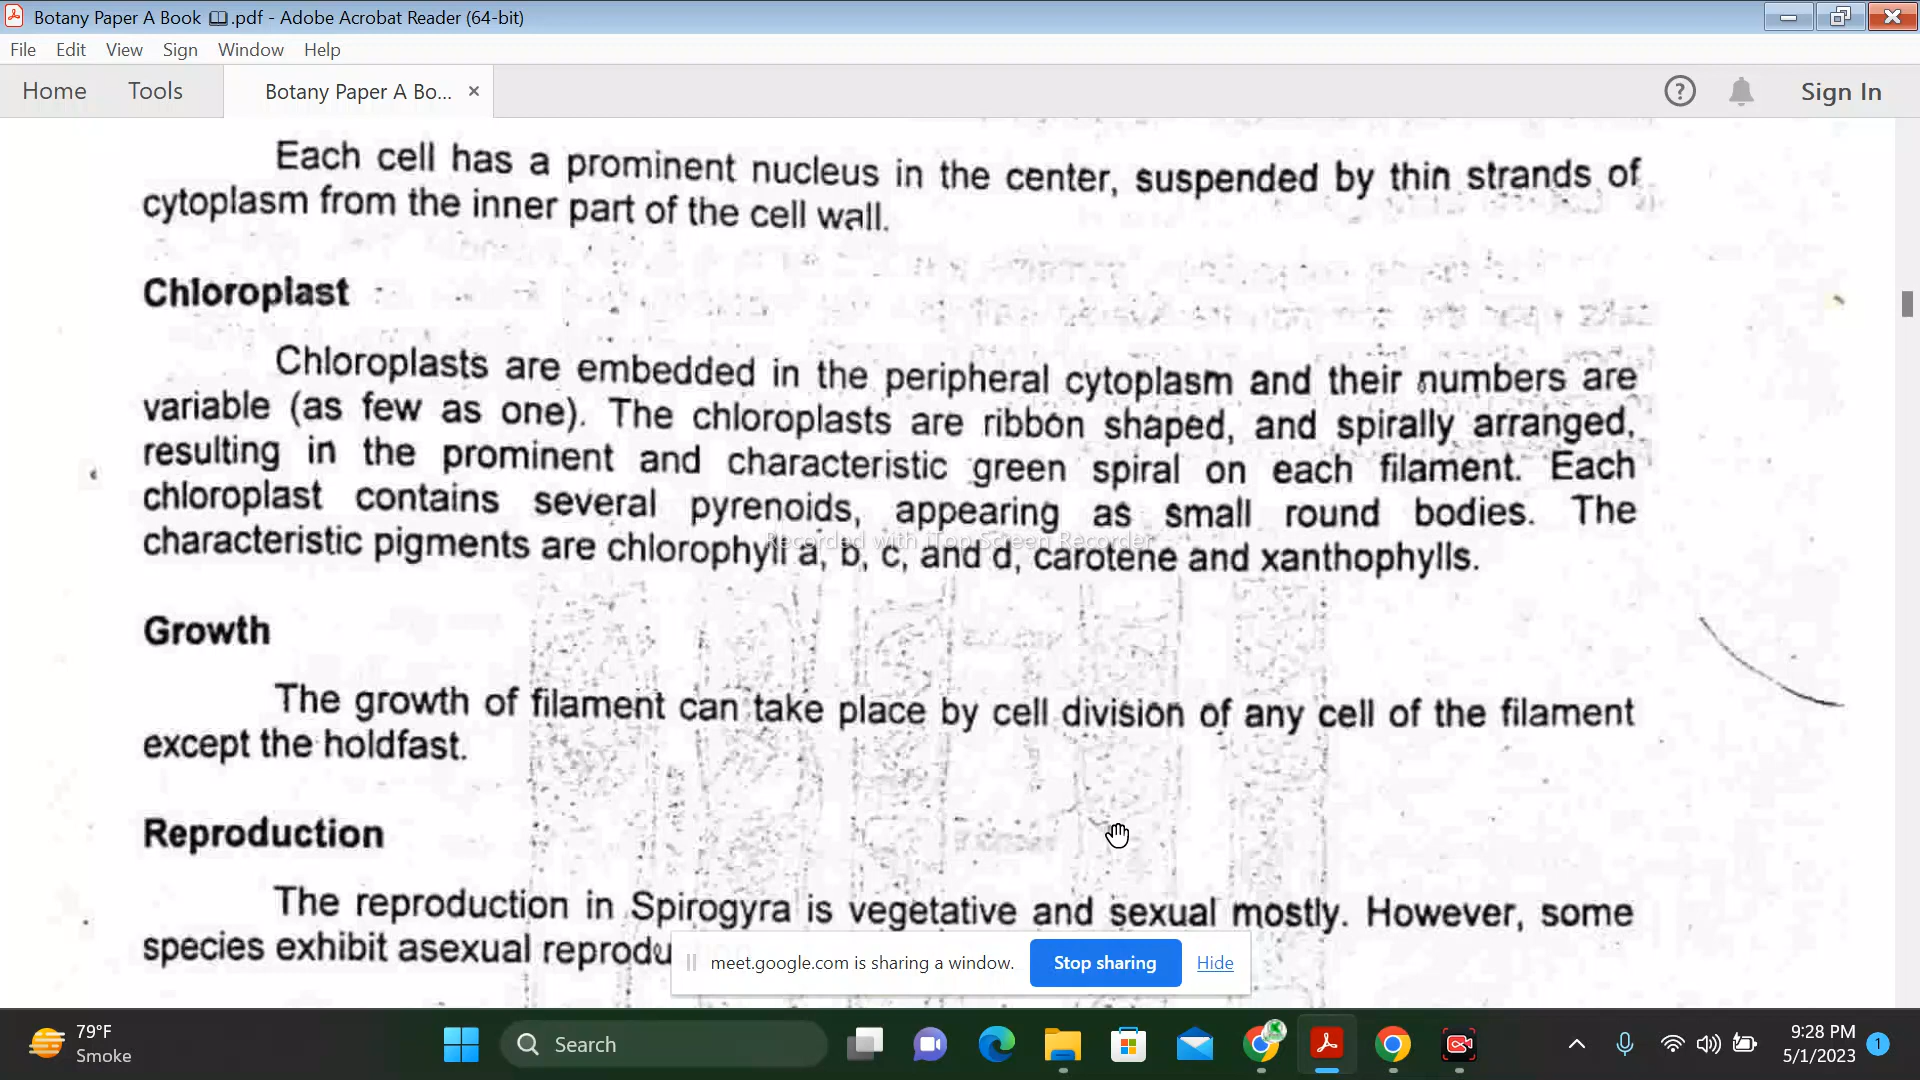 Botany Paper A Book 📖.pdf - Adobe Acrobat Reader (64-bit)
File Edit View Sign Window Help
Home Tools Botany Paper A Bo... × ? Sign In
Each cell has a prominent nucleus in the center, suspended by thin strands of
cytoplasm from the inner part of the cell wall.
Chloroplast
Chloroplasts are embedded in the peripheral cytoplasm and their numbers are
variable (as few as one). The chloroplasts are ribbon shaped, and spirally arranged,
resulting in the prominent and characteristic green spiral on each filament. Each
chloroplast contains several pyrenoids, appearing as small round bodies. The
characteristic pigments are chlorophyll a, b, c, and d, carotene and xanthophylls.
Recorded with iTop Screen Recorder
Growth
The growth of filament can take place by cell division of any cell of the filament
except the holdfast.
Reproduction
The reproduction in Spirogyra is vegetative and sexual mostly. However, some
species exhibit asexual reprodu
meet.google.com is sharing a window. Stop sharing Hide
79°F
Smoke
Search
9:28 PM
5/1/2023
1